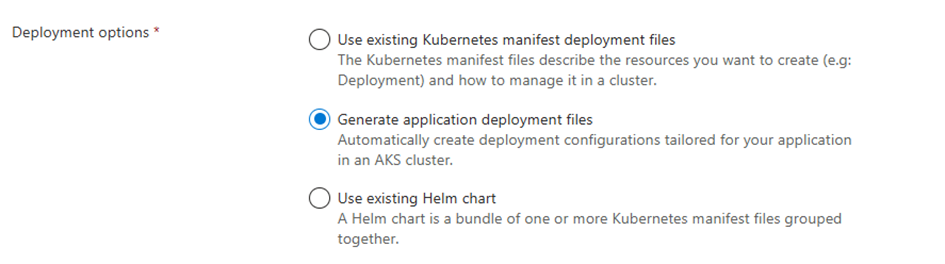 Deployment options *
Use existing Kubernetes manifest deployment files
The Kubernetes manifest files describe the resources you want to create (e.g:
Deployment) and how to manage it in a cluster.
Generate application deployment files
Automatically create deployment configurations tailored for your application
in an AKS cluster.
Use existing Helm chart
A Helm chart is a bundle of one or more Kubernetes manifest files grouped
together.